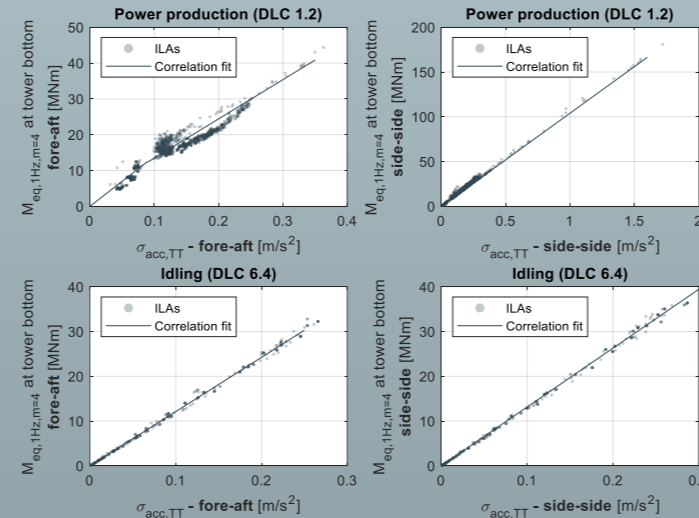 Power production (DLC 1.2)
M_eq,1Hz,m=4 at tower bottom
fore-aft [MNm]
50
40
30
20
10
0
ILAs
Correlation fit
0 0.1 0.2 0.3 0.4
σ_acc,TT - fore-aft [m/s²]
Power production (DLC 1.2)
M_eq,1Hz,m=4 at tower bottom
side-side [MNm]
200
150
100
50
0
ILAs
Correlation fit
0 0.5 1 1.5 2
σ_acc,TT - side-side [m/s²]
Idling (DLC 6.4)
M_eq,1Hz,m=4 at tower bottom
fore-aft [MNm]
40
30
20
10
0
ILAs
Correlation fit
0 0.1 0.2 0.3
σ_acc,TT - fore-aft [m/s²]
Idling (DLC 6.4)
M_eq,1Hz,m=4 at tower bottom
side-side [MNm]
40
30
20
10
0
ILAs
Correlation fit
0 0.1 0.2
σ_acc,TT - side-side [m/s²]